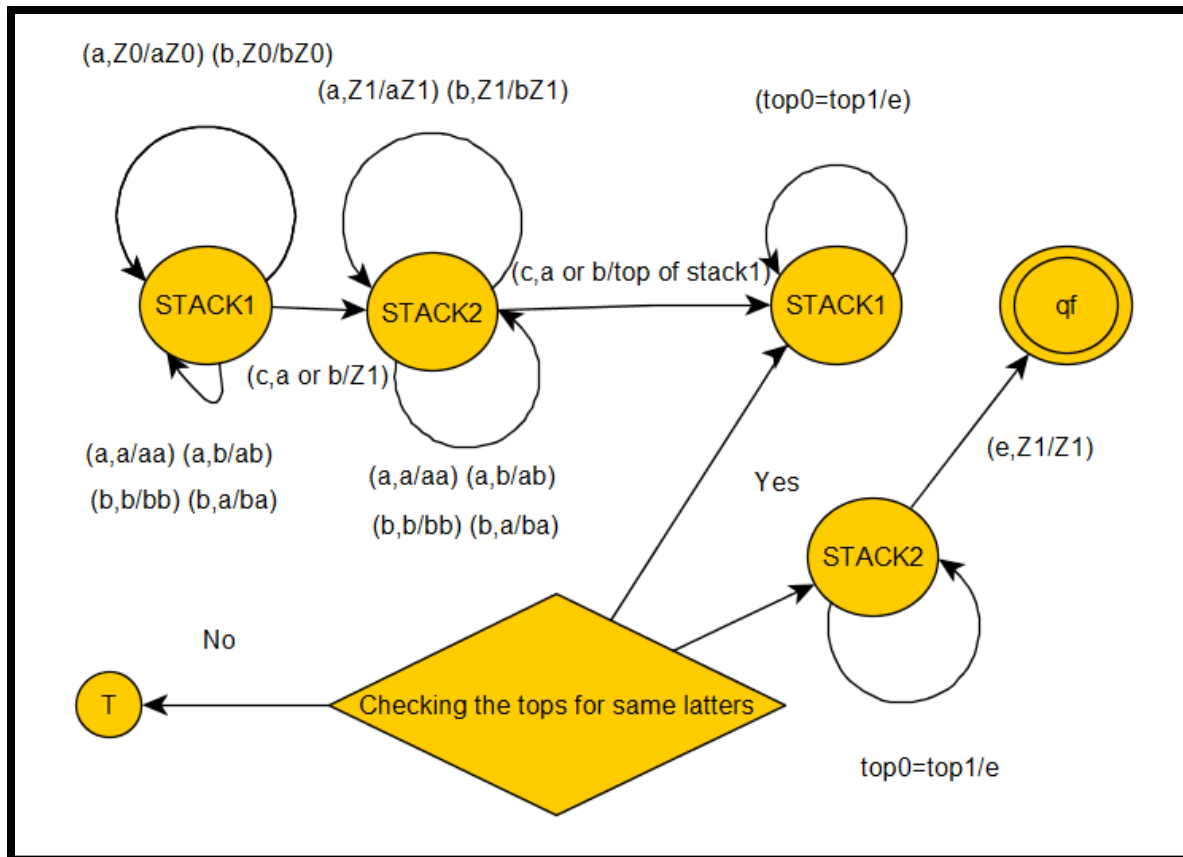 (a,Z0/aZ0) (b,Z0/bZ0)
(a,Z1/aZ1) (b,Z1/bZ1)
(top0=top1/e)
STACK1
(c,a or b/Z1)
STACK2
(c,a or b/top of stack1)
STACK1
qf
(a,a/aa) (a,b/ab)
(b,b/bb) (b,a/ba)
(a,a/aa) (a,b/ab)
(b,b/bb) (b,a/ba)
Yes
(e,Z1/Z1)
STACK2
No
T
Checking the tops for same latters
top0=top1/e